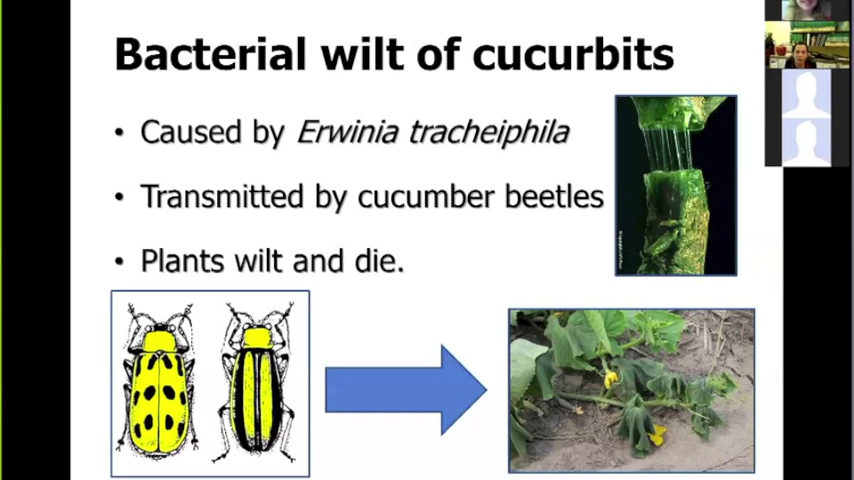 Bacterial wilt of cucurbits
• Caused by Erwinia tracheiphila
• Transmitted by cucumber beetles
• Plants wilt and die.